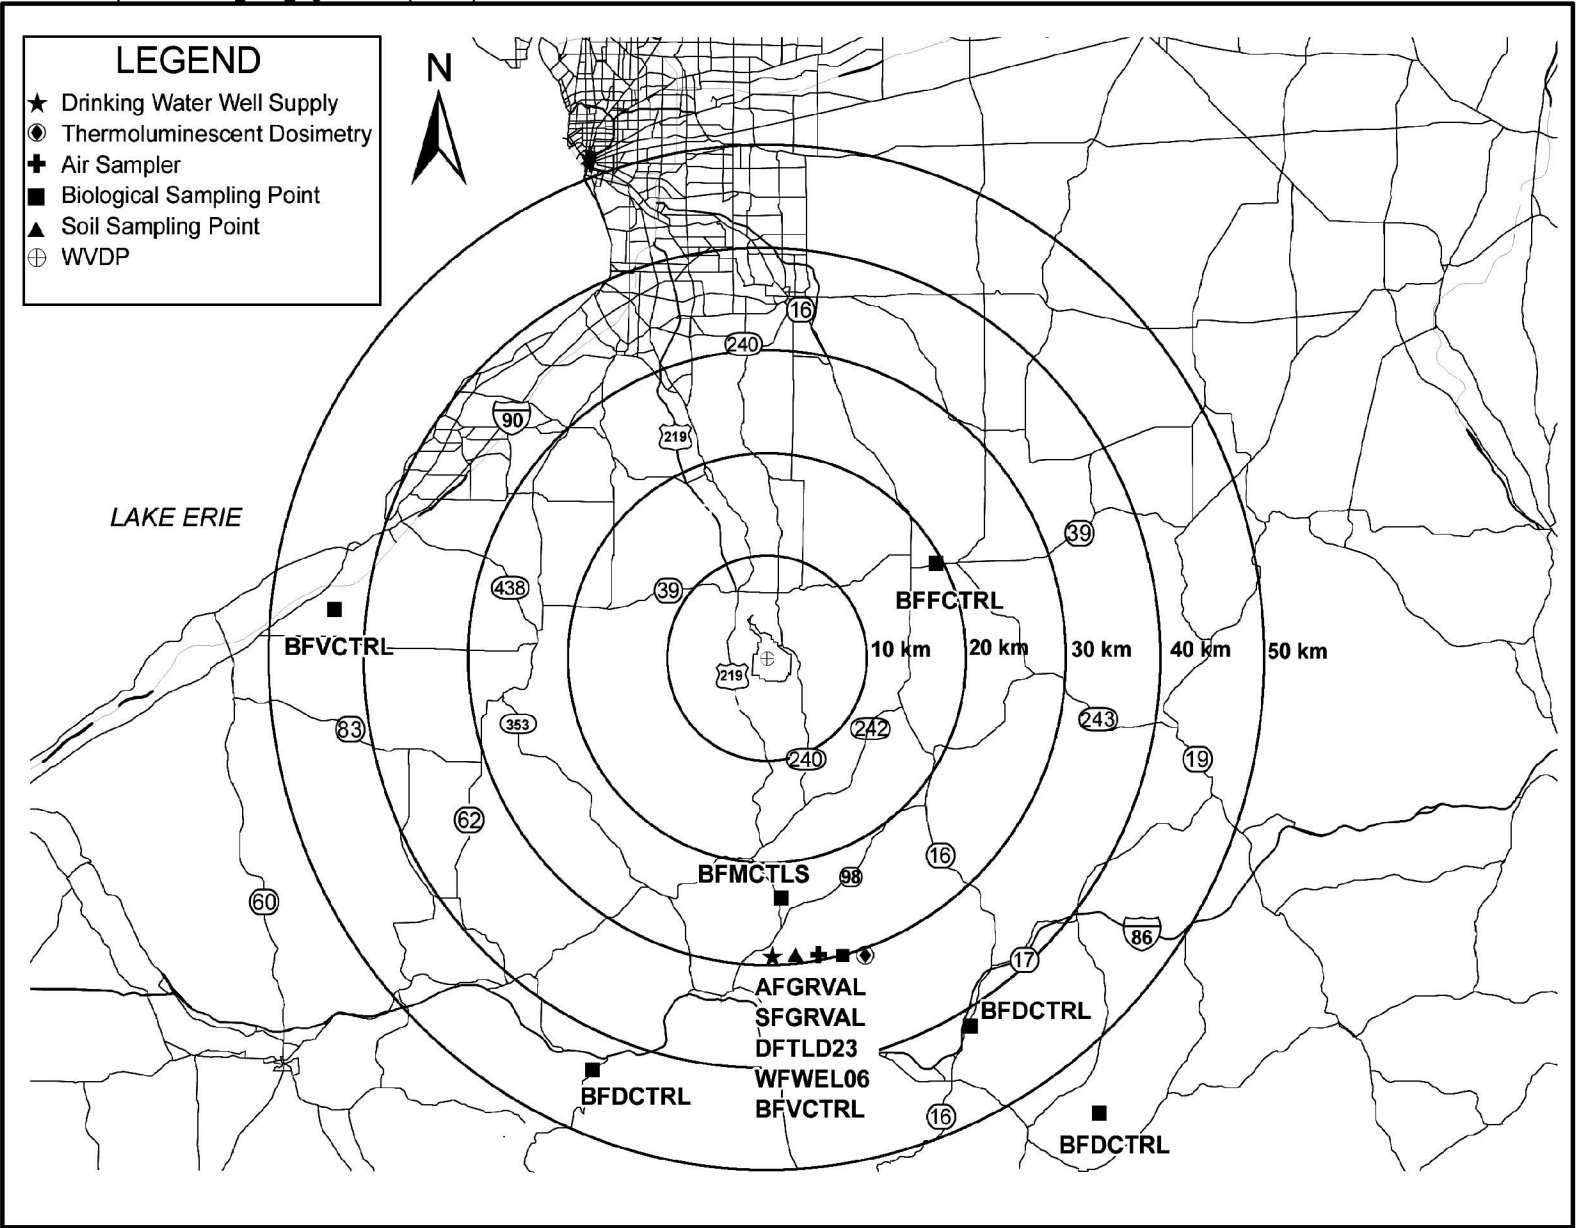 LEGEND
Drinking Water Well Supply
Thermoluminescent Dosimetry
Air Sampler
Biological Sampling Point
Soil Sampling Point
WVDP
N
16
240
90
219
LAKE ERIE
39
438
39
BFFCTRL
BFVCTRL
10 km
20 km
30 km
40 km
50 km
219
83
353
242
243
240
19
62
16
BFMCTLS
98
60
86
17
AFGRVAL
SFGRVAL
DFTLD23
WFWEL06
BFVCTRL
BFDCTRL
BFDCTRL
16
BFDCTRL